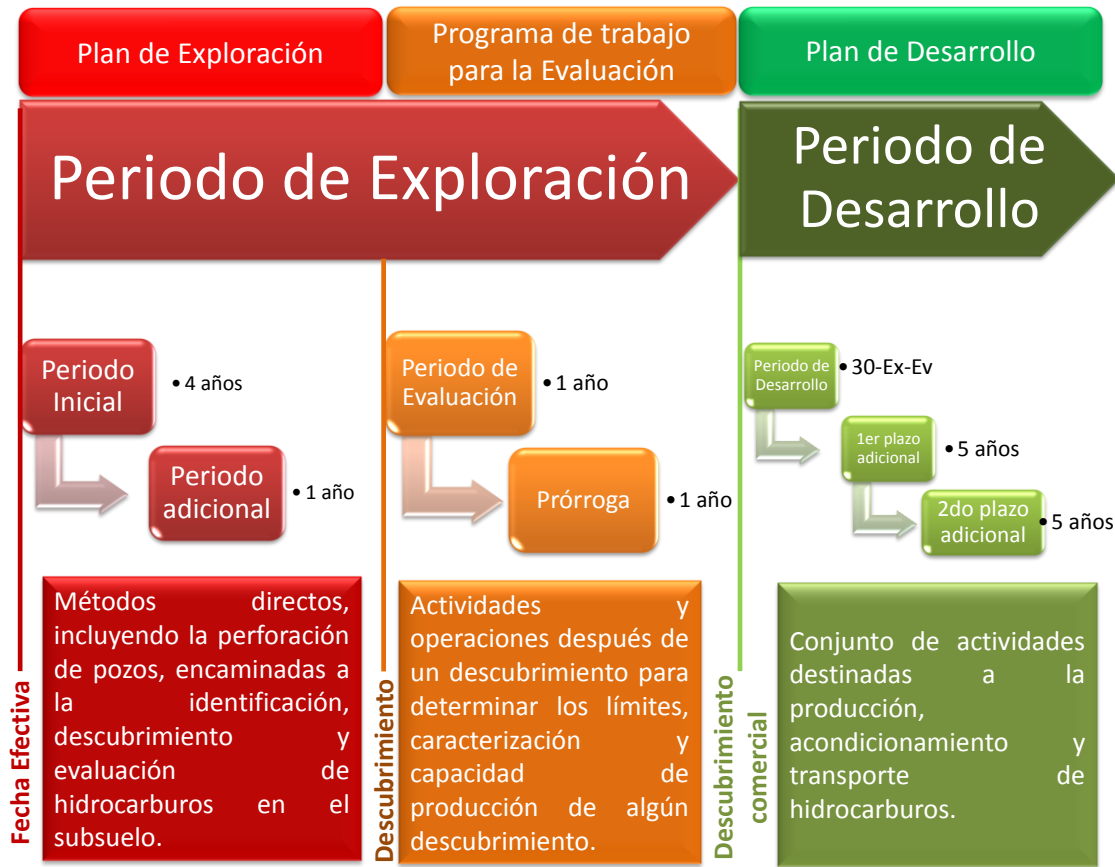 Plan de Exploración
Programa de trabajo
para la Evaluación
Plan de Desarrollo
Periodo de Exploración
Periodo de
Desarrollo
Periodo
Inicial
• 4 años
Periodo
adicional
• 1 año
Periodo de
Evaluación
• 1 año
Prórroga
• 1 año
Periodo de
Desarrollo
• 30-Ex-Ev
1er plazo
adicional
• 5 años
2do plazo
adicional
• 5 años
Fecha Efectiva
Métodos directos,
incluyendo la perforación
de pozos, encaminadas a
la identificación,
descubrimiento y
evaluación de
hidrocarburos en el
subsuelo.
Descubrimiento
Actividades y
operaciones después de
un descubrimiento para
determinar los límites,
caracterización y
capacidad de
producción de algún
descubrimiento.
Descubrimiento
comercial
Conjunto de actividades
destinadas a la
producción,
acondicionamiento y
transporte de
hidrocarburos.